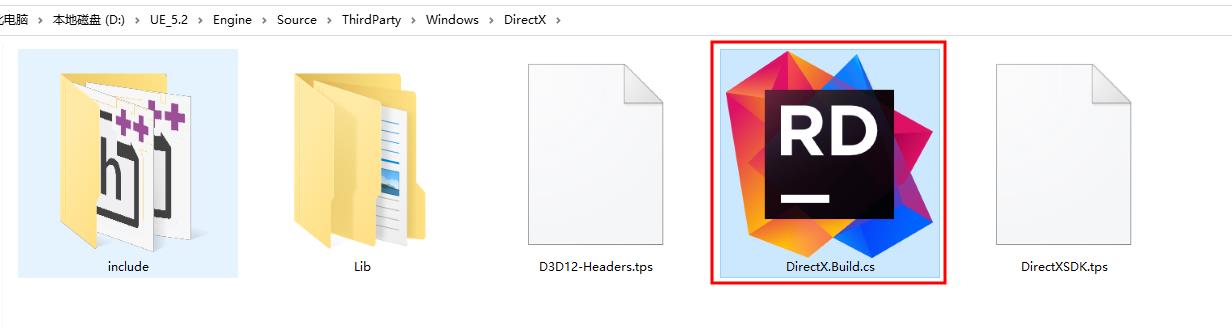 此电脑 > 本地磁盘 (D:) > UE_5.2 > Engine > Source > ThirdParty > Windows > DirectX >
h ++ ++
RD
include
Lib
D3D12-Headers.tps
DirectX.Build.cs
DirectXSDK.tps